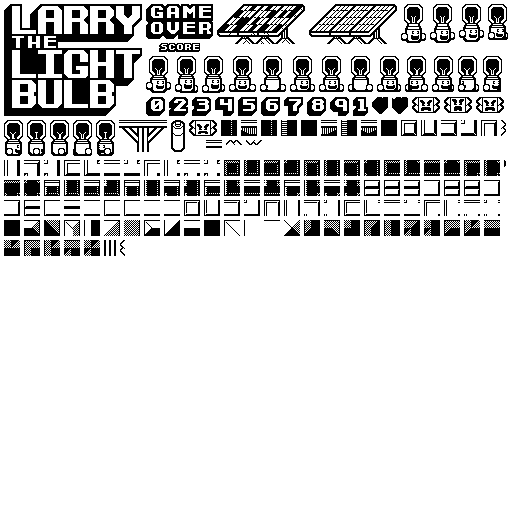 LARRY
THE
LIGHT
BULB
GAME
OVER
SCORE
0 2 3 4 5 6 7 8 9 1